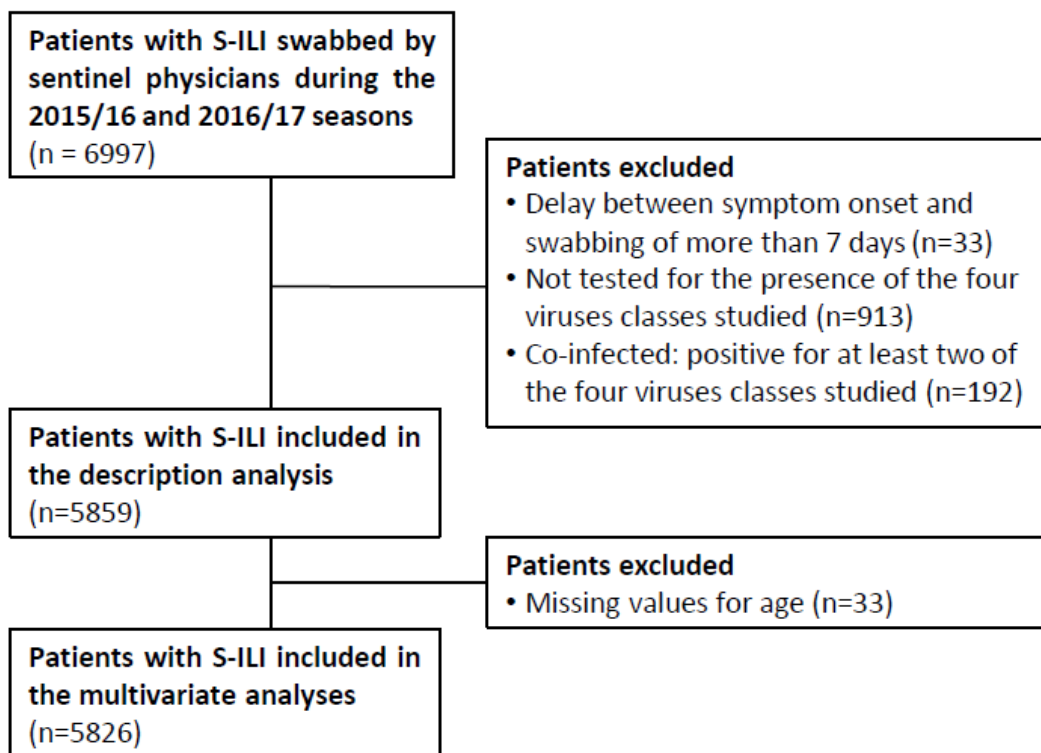 Patients with S-ILI swabbed by
sentinel physicians during the
2015/16 and 2016/17 seasons
(n = 6997)
Patients excluded
• Delay between symptom onset and
swabbing of more than 7 days (n=33)
• Not tested for the presence of the four
viruses classes studied (n=913)
• Co-infected: positive for at least two of
the four viruses classes studied (n=192)
Patients with S-ILI included in
the description analysis
(n=5859)
Patients excluded
• Missing values for age (n=33)
Patients with S-ILI included in
the multivariate analyses
(n=5826)